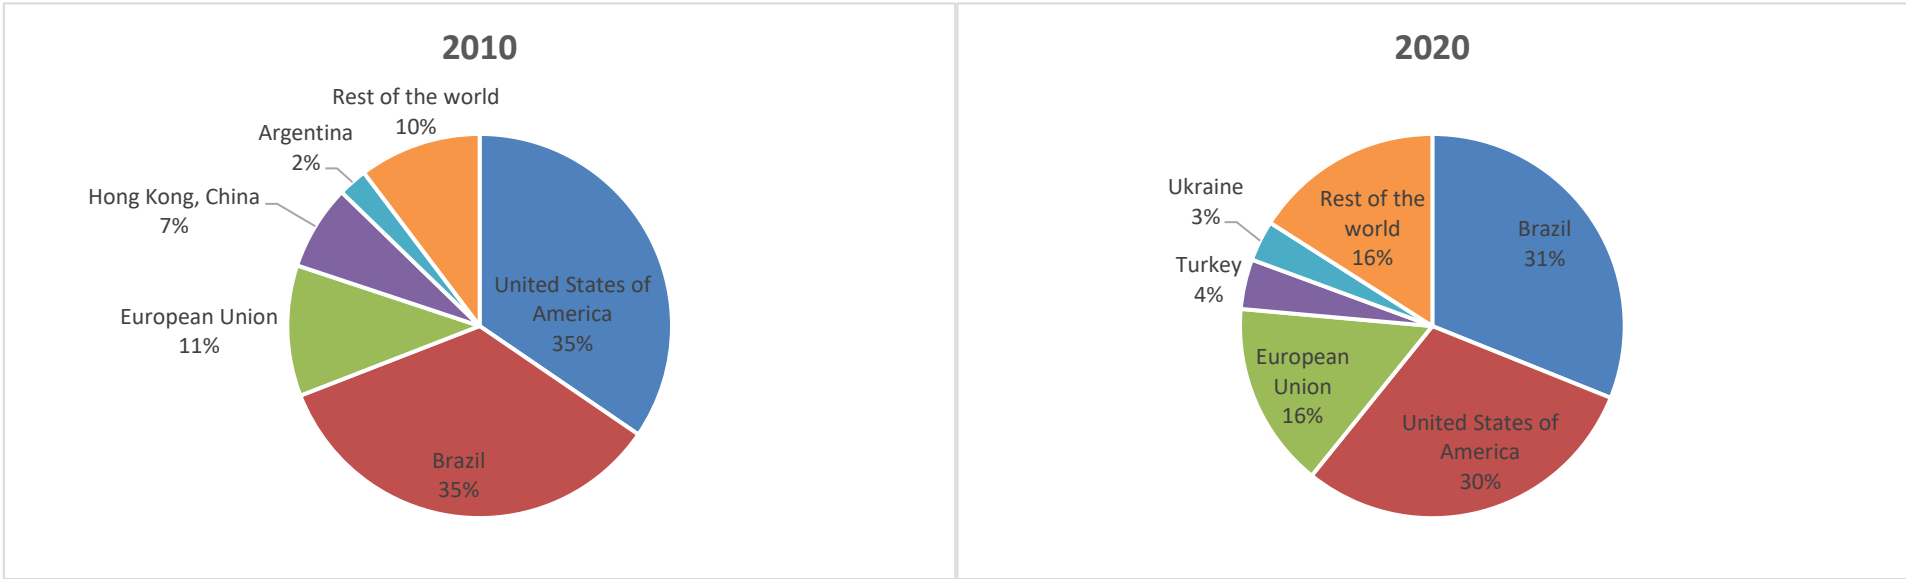 2010
Rest of the world
10%
Argentina
2%
Hong Kong, China
7%
European Union
11%
United States of
America
35%
Brazil
35%
2020
Ukraine
3%
Turkey
4%
Rest of the
world
16%
Brazil
31%
European
Union
16%
United States of
America
30%